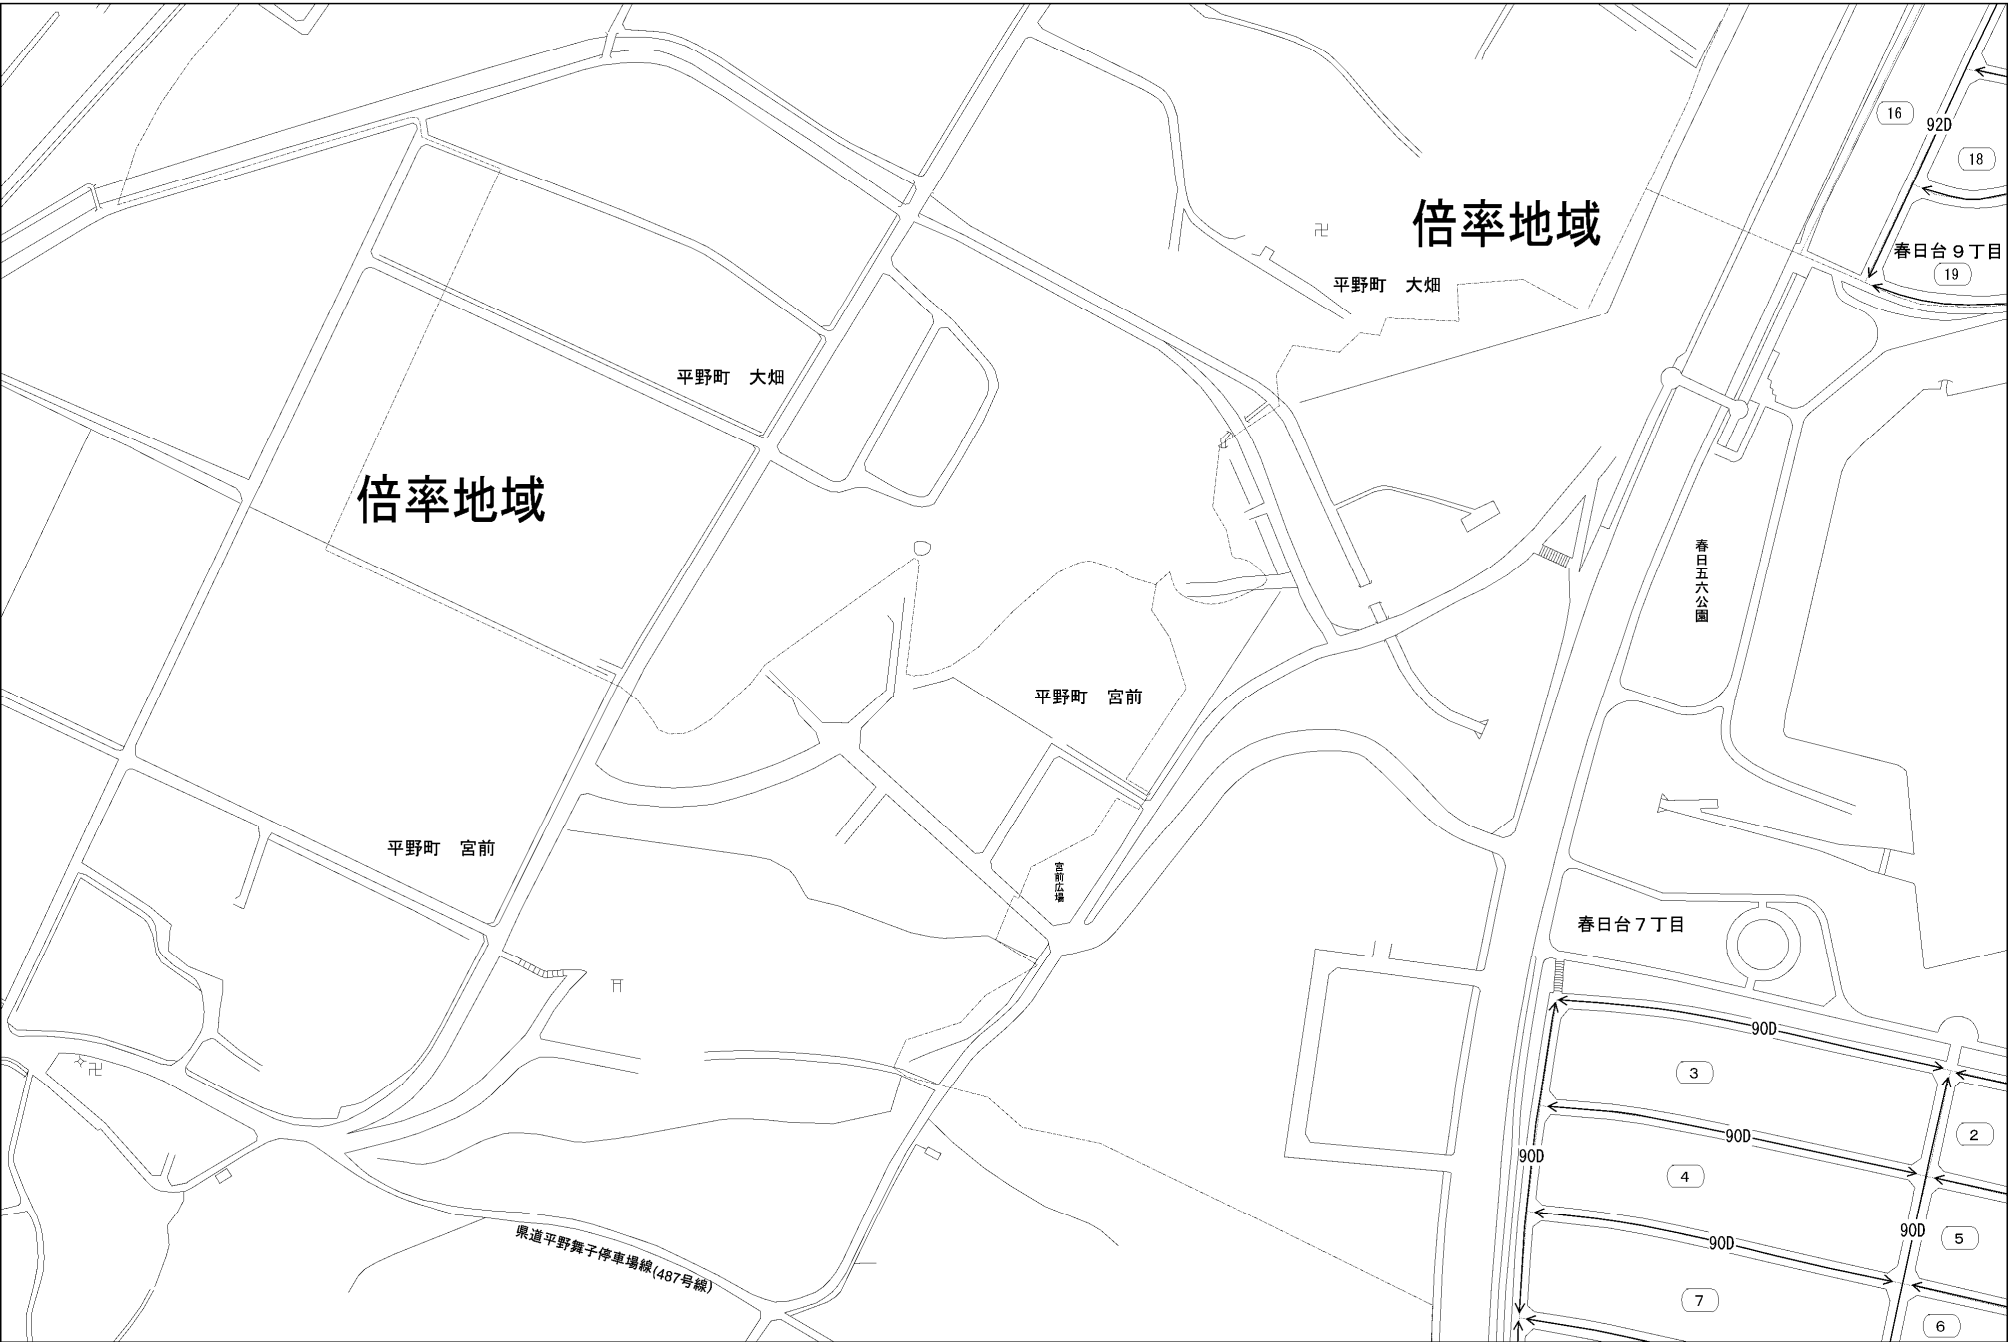 16
92D
18
倍率地域
春日台９丁目
19
平野町　大畑
平野町　大畑
倍率地域
春日五六公園
平野町　宮前
平野町　宮前
宮前広場
春日台７丁目
90D
90D
3
90D
2
90D
4
90D
90D
5
県道平野舞子停車場線(487号線)
7
6